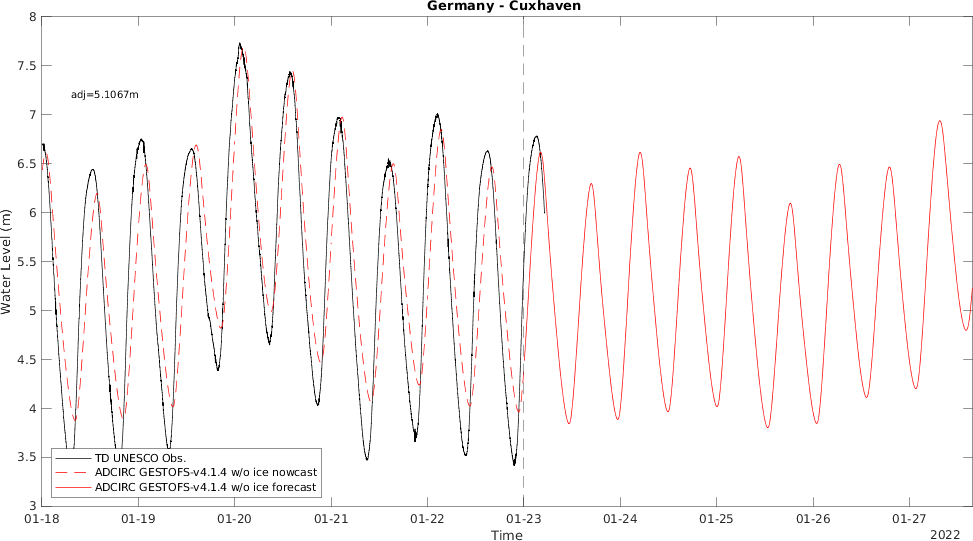 Germany - Cuxhaven
8
7.5
7
6.5
6
5.5
5
4.5
4
3.5
3
Water Level (m)
adj=5.1067m
TD UNESCO Obs.
ADCIRC GESTOFS-v4.1.4 w/o ice nowcast
ADCIRC GESTOFS-v4.1.4 w/o ice forecast
01-18 01-19 01-20 01-21 01-22 01-23 01-24 01-25 01-26 01-27
Time
2022